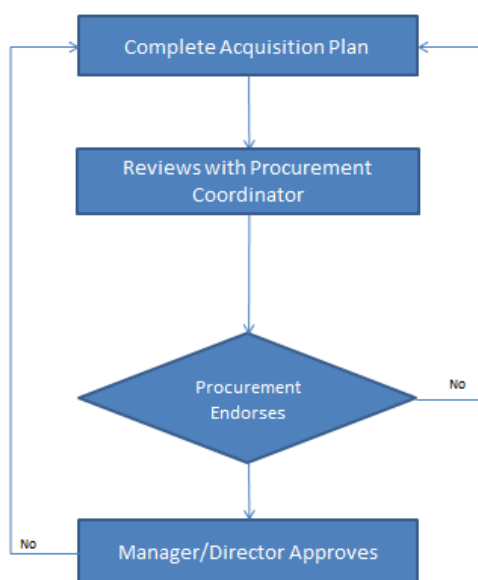 Complete Acquisition Plan
Reviews with Procurement
Coordinator
Procurement
Endorses
No
No
Manager/Director Approves